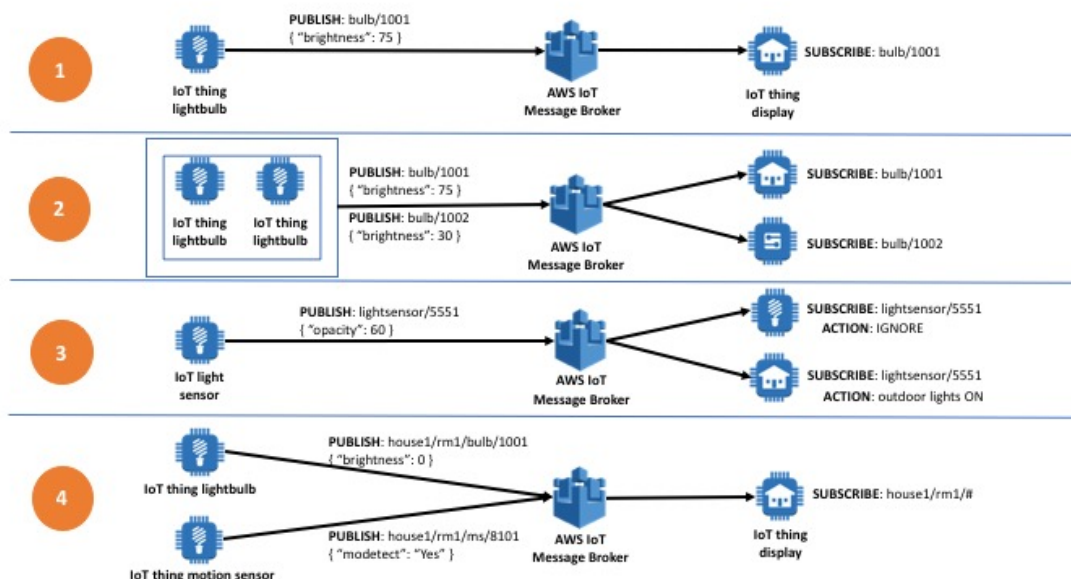 1
PUBLISH: bulb/1001
{ “brightness”: 75 }
IoT thing
lightbulb
AWS IoT
Message Broker
SUBSCRIBE: bulb/1001
IoT thing
display
2
IoT thing
lightbulb
IoT thing
lightbulb
PUBLISH: bulb/1001
{ “brightness”: 75 }
PUBLISH: bulb/1002
{ “brightness”: 30 }
AWS IoT
Message Broker
SUBSCRIBE: bulb/1001
SUBSCRIBE: bulb/1002
3
PUBLISH: lightsensor/5551
{ “opacity”: 60 }
IoT light
sensor
AWS IoT
Message Broker
SUBSCRIBE: lightsensor/5551
ACTION: IGNORE
SUBSCRIBE: lightsensor/5551
ACTION: outdoor lights ON
4
PUBLISH: house1/rm1/bulb/1001
{ “brightness”: 0 }
IoT thing lightbulb
PUBLISH: house1/rm1/ms/8101
{ “modetect”: “Yes” }
IoT thing motion sensor
AWS IoT
Message Broker
SUBSCRIBE: house1/rm1/#
IoT thing
display